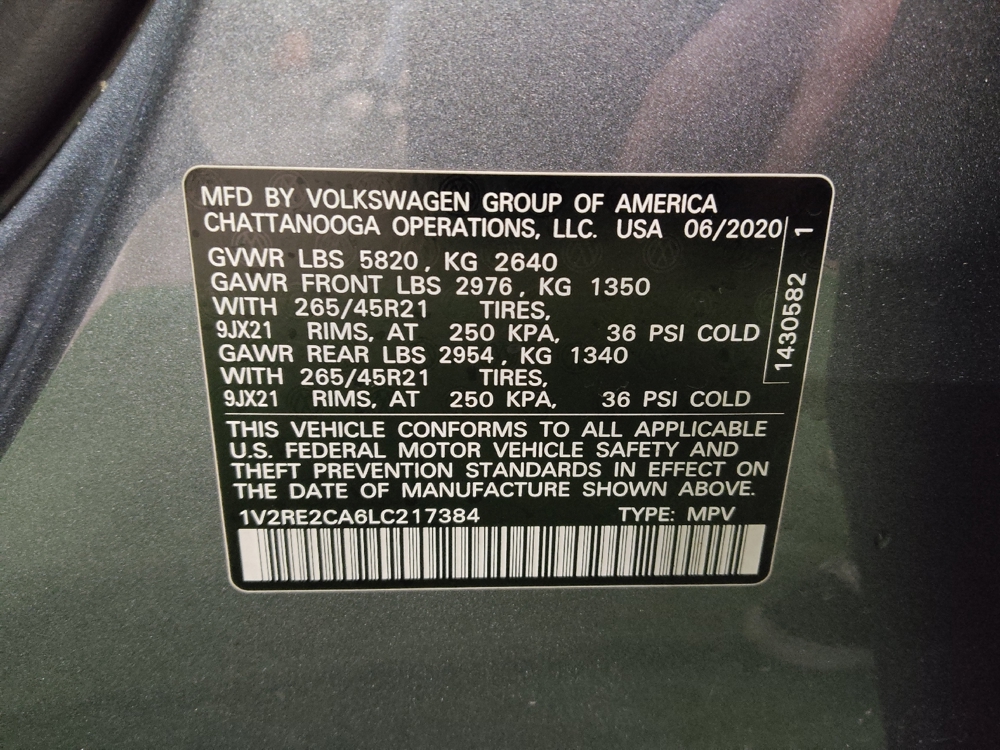 MFD BY VOLKSWAGEN GROUP OF AMERICA
CHATTANOOGA OPERATIONS, LLC. USA 06/2020
GVWR LBS 5820, KG 2640
GAWR FRONT LBS 2976, KG 1350
WITH 265/45R21 TIRES,
9JX21 RIMS, AT 250 KPA, 36 PSI COLD
GAWR REAR LBS 2954, KG 1340
WITH 265/45R21 TIRES,
9JX21 RIMS, AT 250 KPA, 36 PSI COLD
THIS VEHICLE CONFORMS TO ALL APPLICABLE
U.S. FEDERAL MOTOR VEHICLE SAFETY AND
THEFT PREVENTION STANDARDS IN EFFECT ON
THE DATE OF MANUFACTURE SHOWN ABOVE.
1V2RE2CA6LC217384 TYPE: MPV
1430582 1